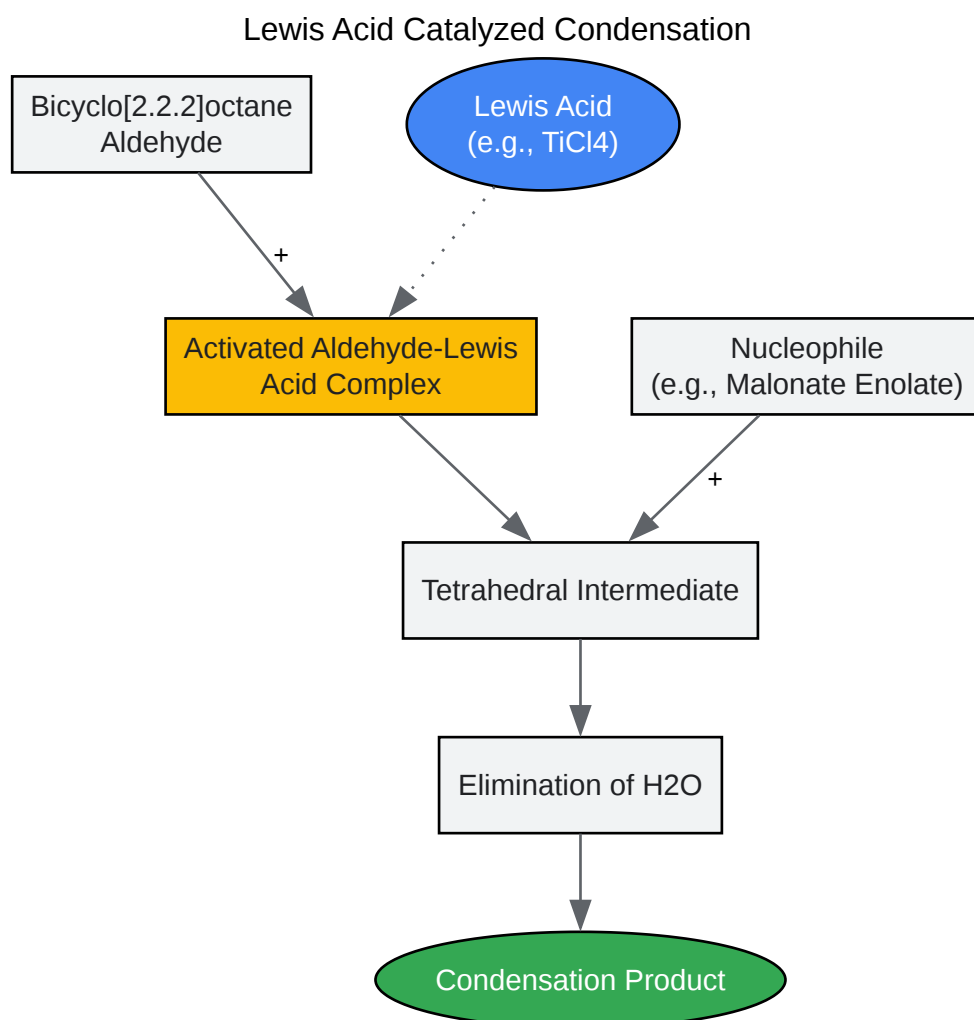 Lewis Acid Catalyzed Condensation
Bicyclo[2.2.2]octane
Aldehyde
Lewis Acid
(e.g., TiCl4)
+
Activated Aldehyde-Lewis
Acid Complex
Nucleophile
(e.g., Malonate Enolate)
+
Tetrahedral Intermediate
Elimination of H2O
Condensation Product